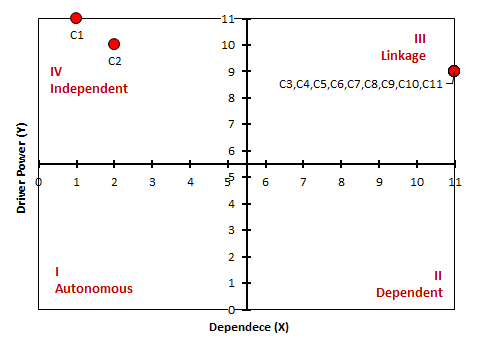 11
C1
10
C2
III
Linkage
IV
Independent
9
C3,C4,C5,C6,C7,C8,C9,C10,C11
8
7
6
0 1 2 3 4 5 6 7 8 9 10 11
5
4
3
2
1
0
I
Autonomous
II
Dependent
Driver Power (Y)
Dependece (X)